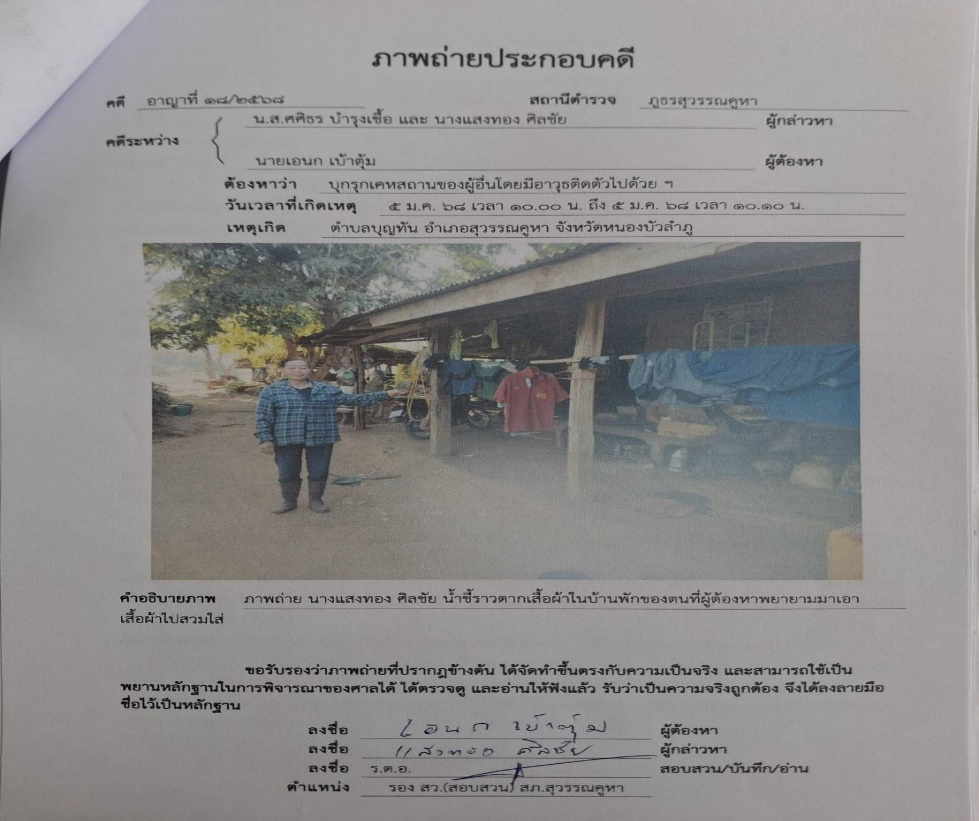 ภาพถ่ายประกอบคดี
คดี อาญาที่ ๑๘/๒๕๖๘ สถานีตำรวจ ภูธรสุวรรณคูหา
น.ส.ศศิธร บำรุงเชื้อ และ นางแสงทอง ศิลชัย ผู้กล่าวหา
คดีระหว่าง
นายเอนก เบ้าตุ้ม ผู้ต้องหา
ต้องหาว่า บุกรุกเคหสถานของผู้อื่นโดยมีอาวุธติดตัวไปด้วย ฯ
วันเวลาที่เกิดเหตุ ๕ ม.ค. ๖๘ เวลา ๑๐.๐๐ น. ถึง ๕ ม.ค. ๖๘ เวลา ๑๐.๑๐ น.
เหตุเกิด ตำบลบุญทัน อำเภอสุวรรณคูหา จังหวัดหนองบัวลำภู
คำอธิบายภาพ ภาพถ่าย นางแสงทอง ศิลชัย น้ำชี้ราวตากเสื้อผ้าในบ้านพักของตนที่ผู้ต้องหาพยายามมาเอา
เสื้อผ้าไปสวมใส่
ขอรับรองว่าภาพถ่ายที่ปรากฏข้างต้น ได้จัดทำขึ้นตรงกับความเป็นจริง และสามารถใช้เป็น
พยานหลักฐานในการพิจารณาของศาลได้ ได้ตรวจดู และอ่านให้ฟังแล้ว รับว่าเป็นความจริงถูกต้อง จึงได้ลงลายมือ
ชื่อไว้เป็นหลักฐาน
ลงชื่อ เอนก เบ้าตุ้ม ผู้ต้องหา
ลงชื่อ แสงทอง ศิลชัย ผู้กล่าวหา
ลงชื่อ ร.ต.อ. สอบสวน/บันทึก/อ่าน
ตำแหน่ง รอง สว.(สอบสวน) สภ.สุวรรณคูหา